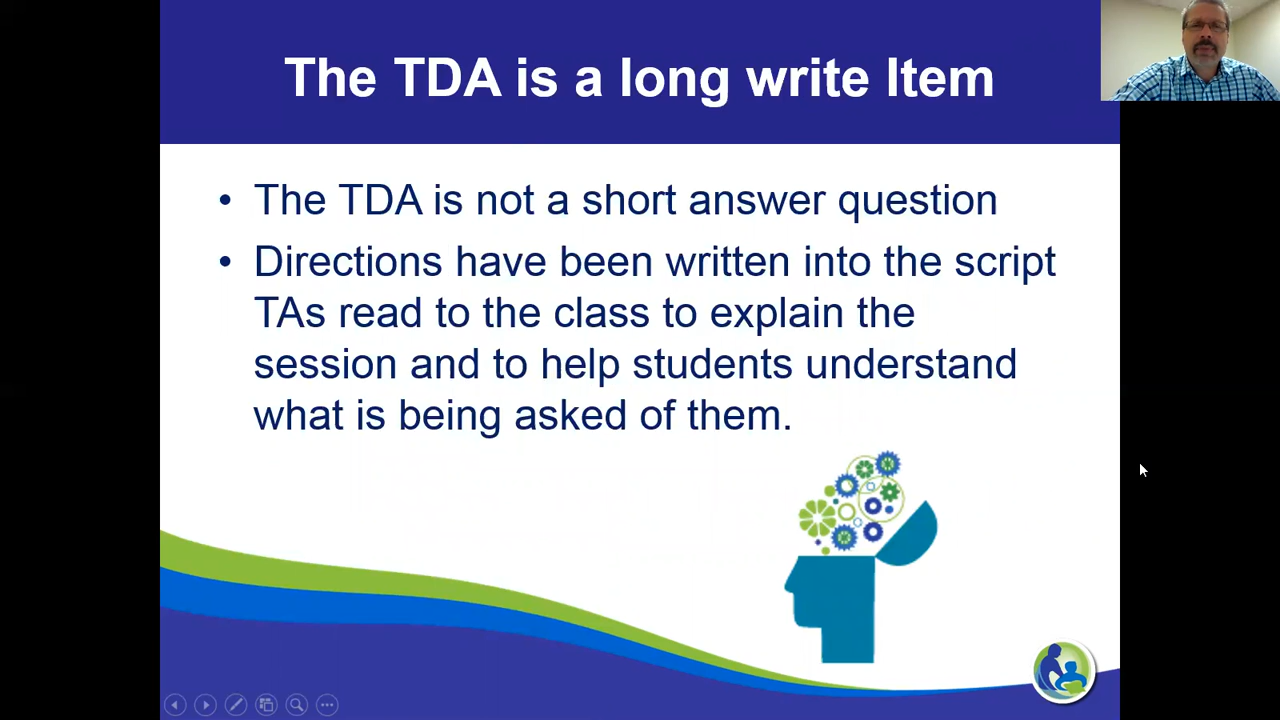 The TDA is a long write Item
• The TDA is not a short answer question
• Directions have been written into the script
TAs read to the class to explain the
session and to help students understand
what is being asked of them.